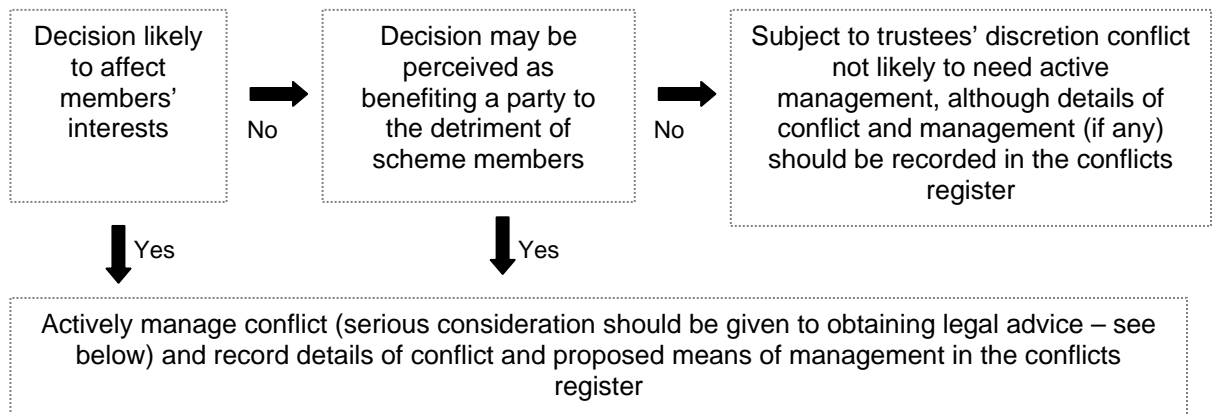 Decision likely
to affect
members'
interests
No
Decision may be
perceived as
benefiting a party to
the detriment of
scheme members
No
Subject to trustees' discretion conflict
not likely to need active
management, although details of
conflict and management (if any)
should be recorded in the conflicts
register
Yes
Yes
Actively manage conflict (serious consideration should be given to obtaining legal advice – see
below) and record details of conflict and proposed means of management in the conflicts
register